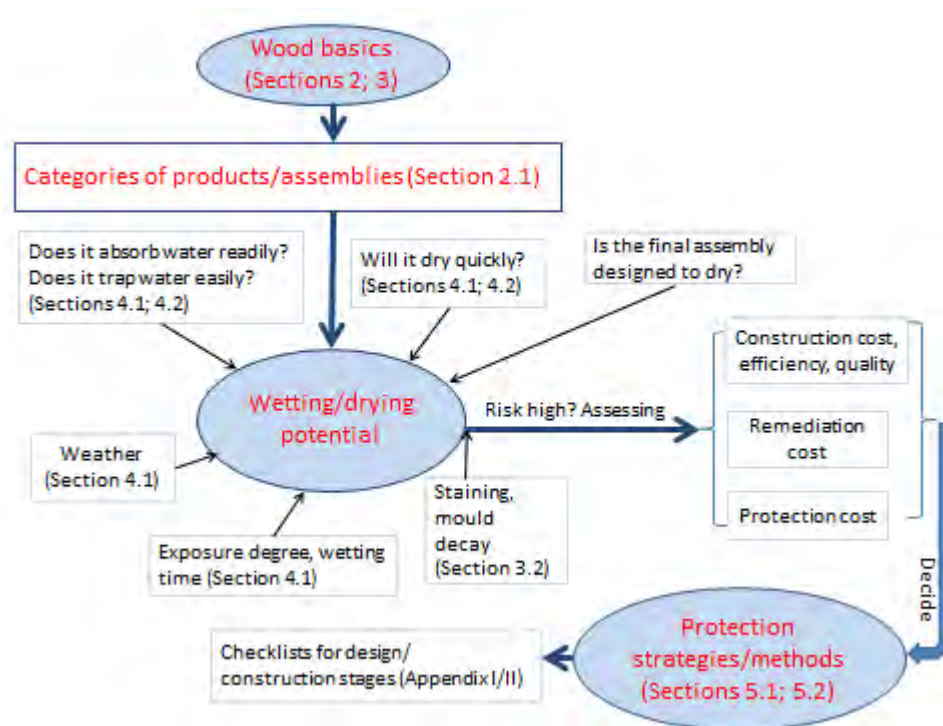 Wood basics
(Sections 2; 3)
Categories of products/assemblies (Section 2.1)
Does it absorb water readily?
Does it trap water easily?
(Sections 4.1; 4.2)
Will it dry quickly?
(Sections 4.1; 4.2)
Is the final assembly
designed to dry?
Wetting/drying
potential
Risk high? Assessing
Construction cost,
efficiency, quality
Remediation
cost
Protection cost
Weather
(Section 4.1)
Exposure degree, wetting
time (Section 4.1)
Staining,
mould
decay
(Section 3.2)
Decide
Protection
strategies/methods
(Sections 5.1; 5.2)
Checklists for design/
construction stages (Appendix I/II)